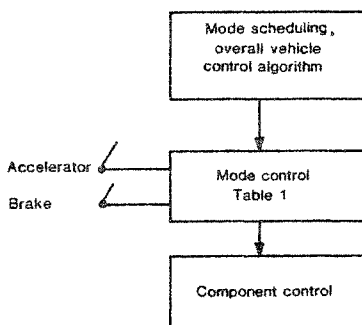 Mode scheduling,
overall vehicle
control algorithm
Accelerator
Mode control
Brake
Table 1
Component control